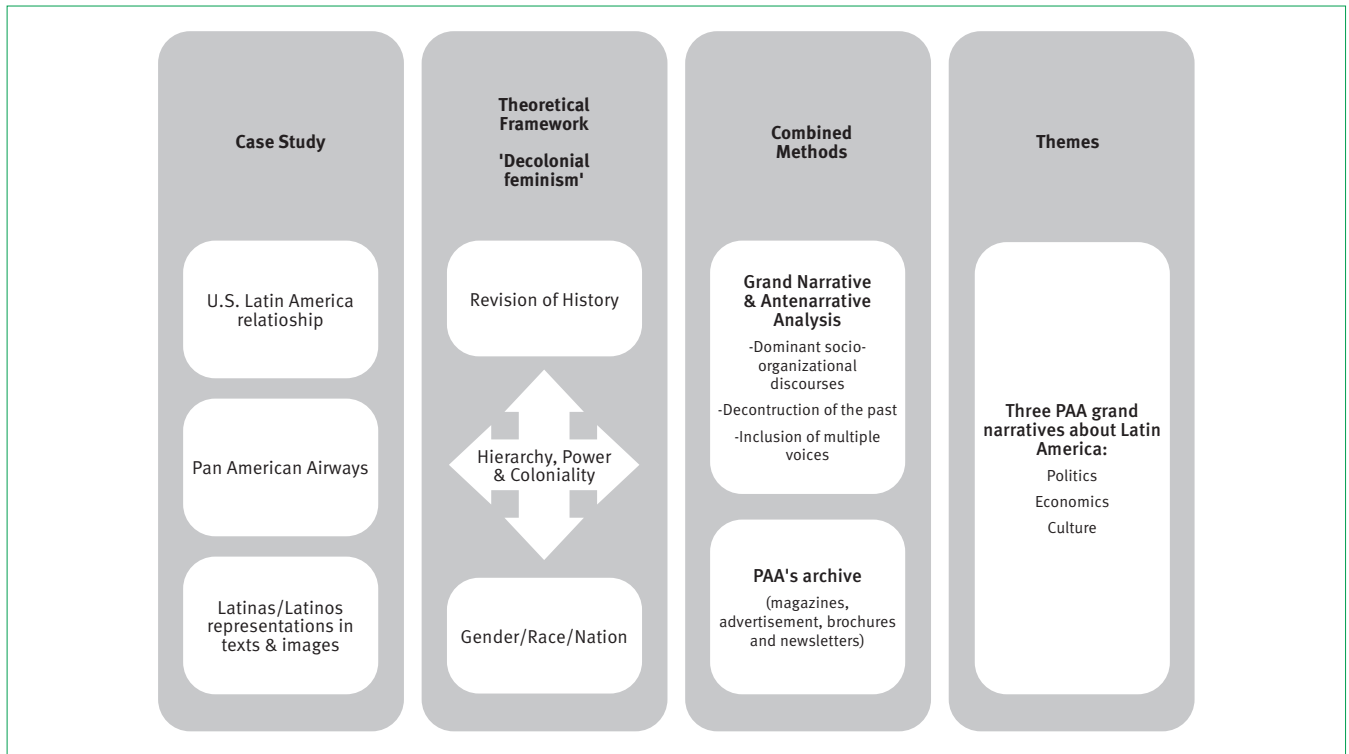 Case Study
U.S. Latin America
relatioship
Pan American Airways
Latinas/Latinos
representations in
texts & images
Theoretical
Framework
'Decolonial
feminism'
Revision of History
Hierarchy, Power
& Coloniality
Gender/Race/Nation
Combined
Methods
Grand Narrative
& Antenarrative
Analysis
-Dominant socio-
organizational
discourses
-Decontruction of the past
-Inclusion of multiple
voices
PAA's archive
(magazines,
advertisement, brochures
and newsletters)
Themes
Three PAA grand
narratives about Latin
America:
Politics
Economics
Culture